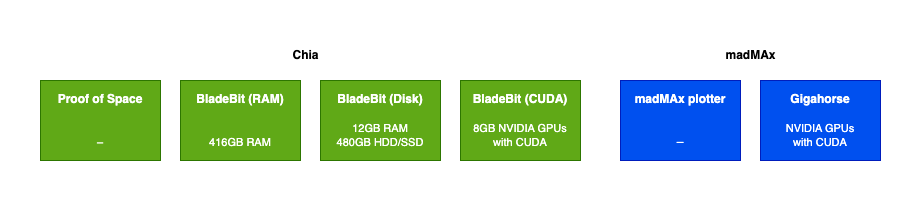 Chia
madMAx
Proof of Space
–
BladeBit (RAM)
416GB RAM
BladeBit (Disk)
12GB RAM
480GB HDD/SSD
BladeBit (CUDA)
8GB NVIDIA GPUs
with CUDA
madMAx plotter
–
Gigahorse
NVIDIA GPUs
with CUDA